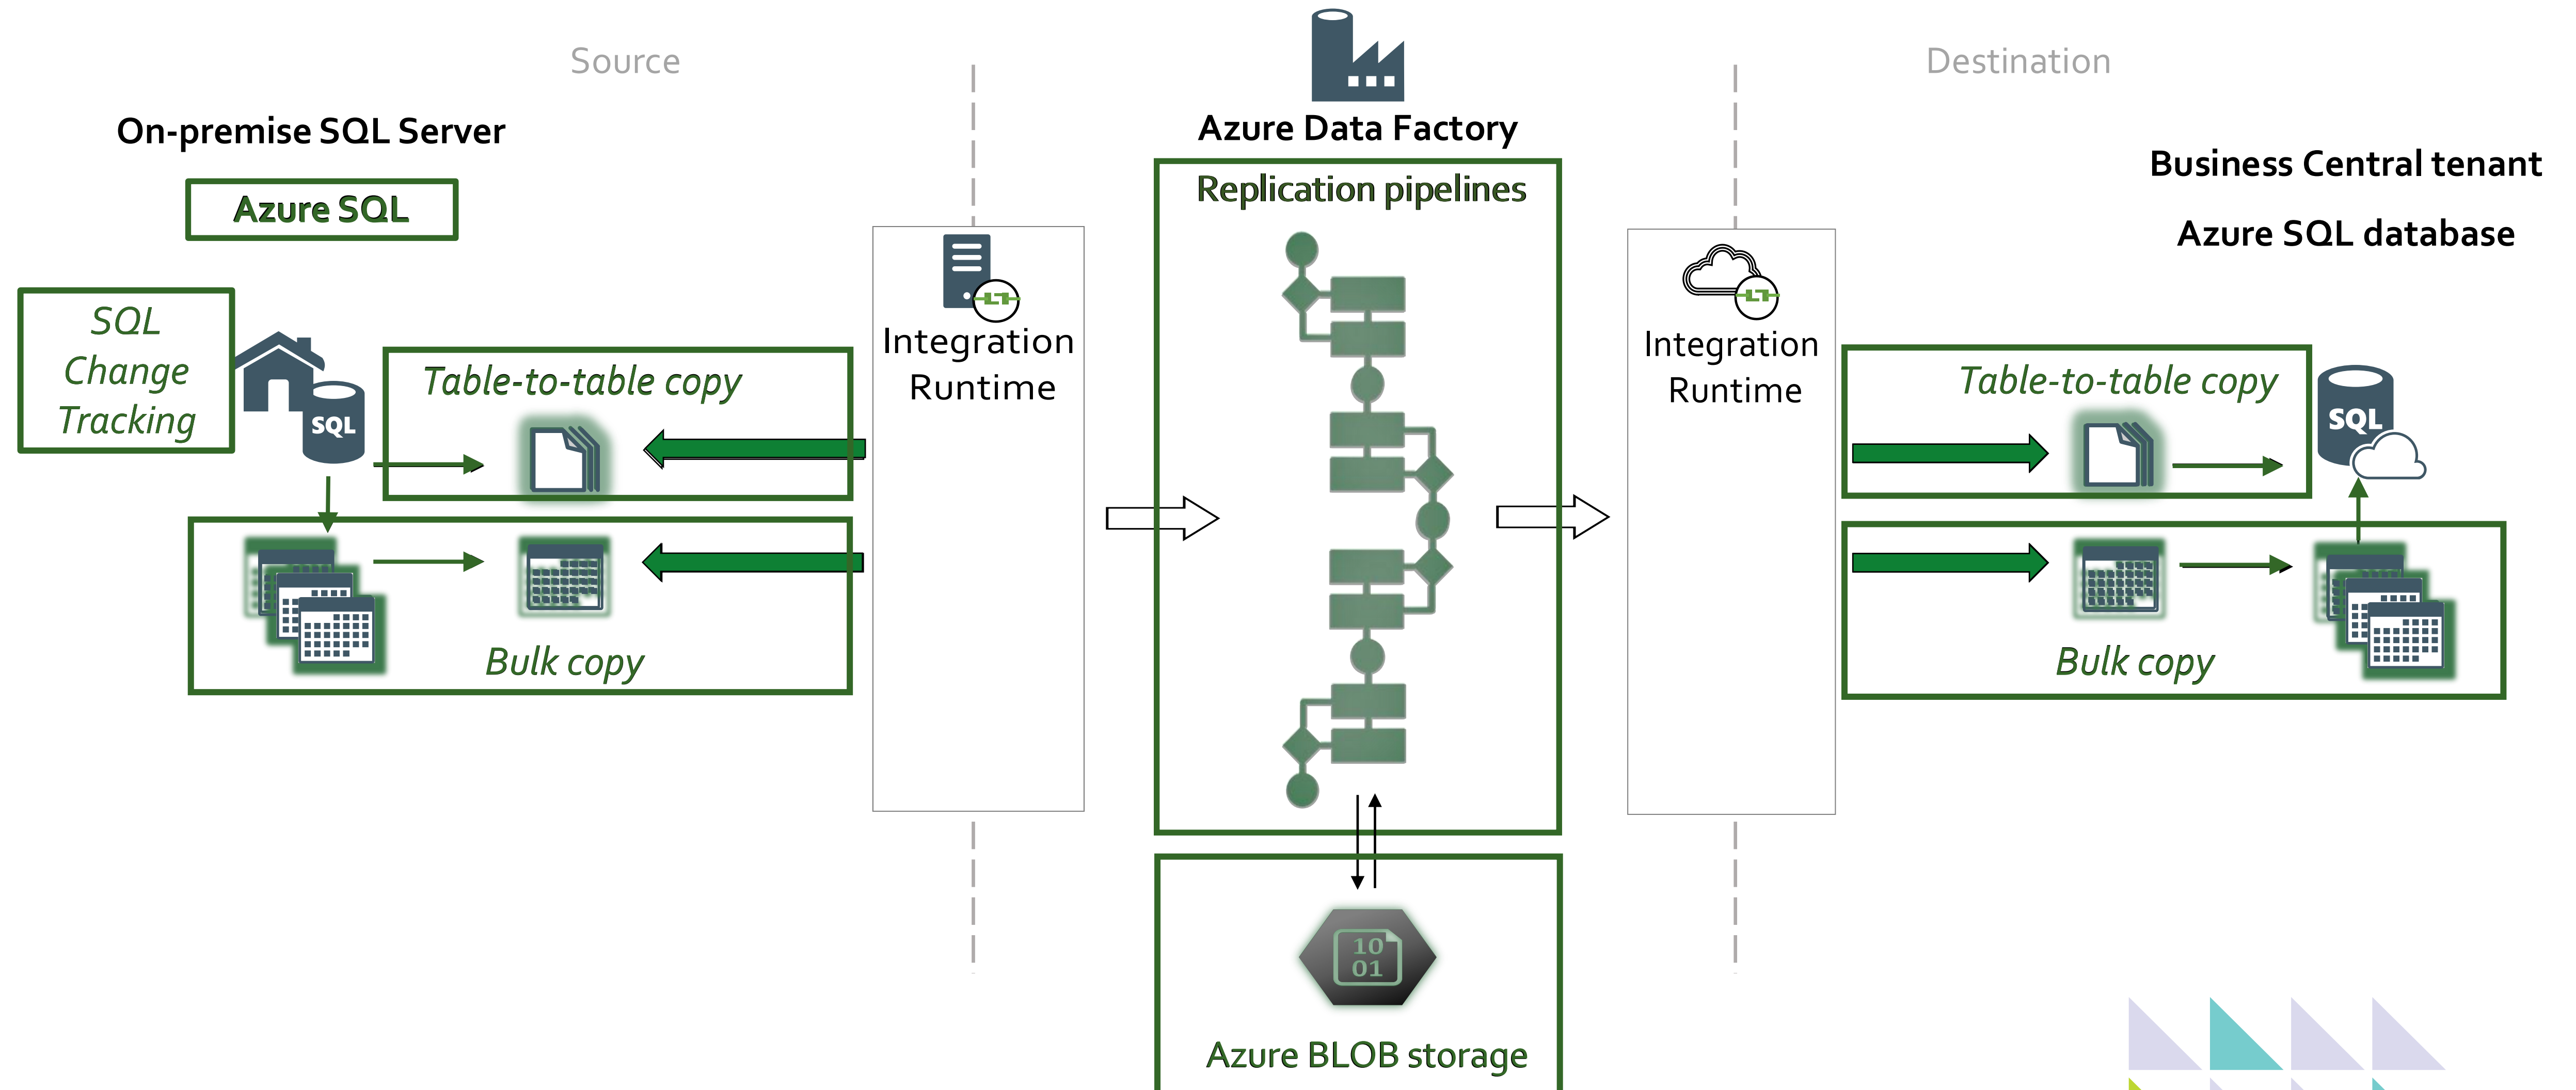 Source
Destination
On-premise SQL Server
Azure SQL
SQL
Change
Tracking
SQL
Table-to-table copy
Bulk copy
Integration
Runtime
Azure Data Factory
Replication pipelines
10
01
Azure BLOB storage
Integration
Runtime
Business Central tenant
Azure SQL database
Table-to-table copy
SQL
Bulk copy